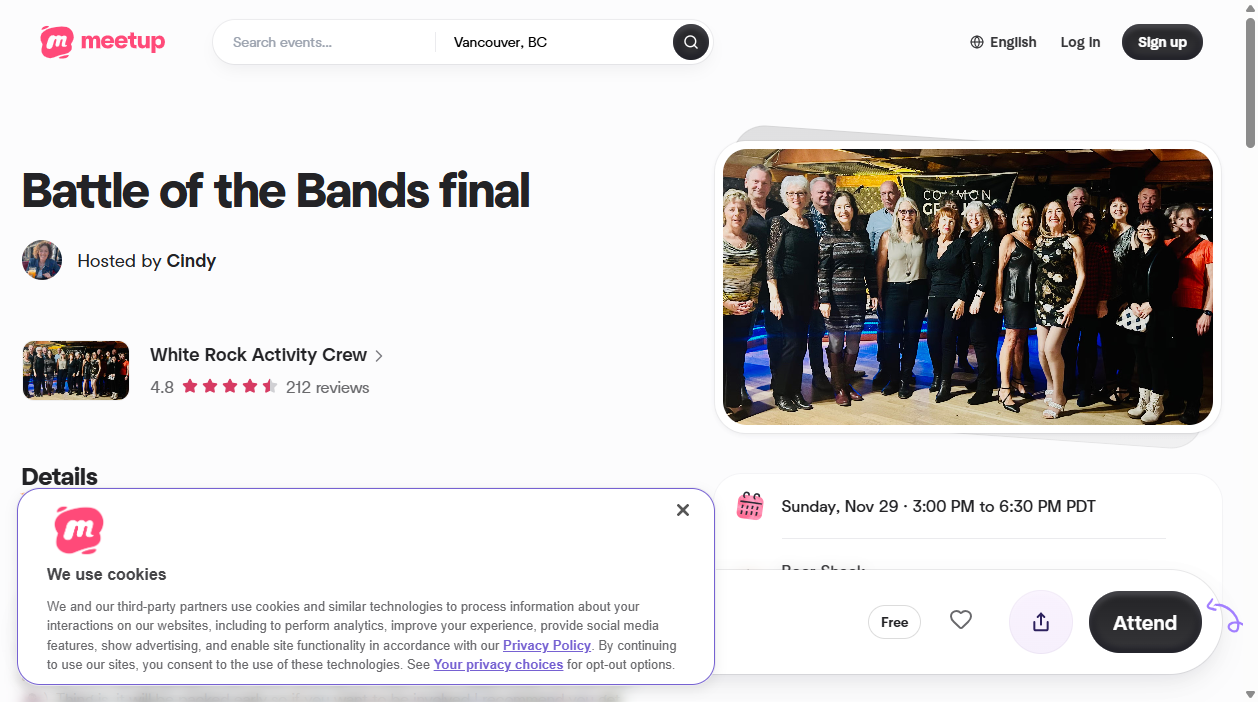 meetup
Search events...
Vancouver, BC
English
Log in
Sign up
Battle of the Bands final
Hosted by Cindy
White Rock Activity Crew
4.8
212 reviews
COMMON
Details
Sunday, Nov 29 · 3:00 PM to 6:30 PM PDT
We use cookies
We and our third-party partners use cookies and similar technologies to process information about your
interactions on our websites, including to perform analytics, improve your experience, provide social media
features, show advertising, and enable site functionality in accordance with our Privacy Policy. By continuing
to use our sites, you consent to the use of these technologies. See Your privacy choices for opt-out options.
Free
Attend